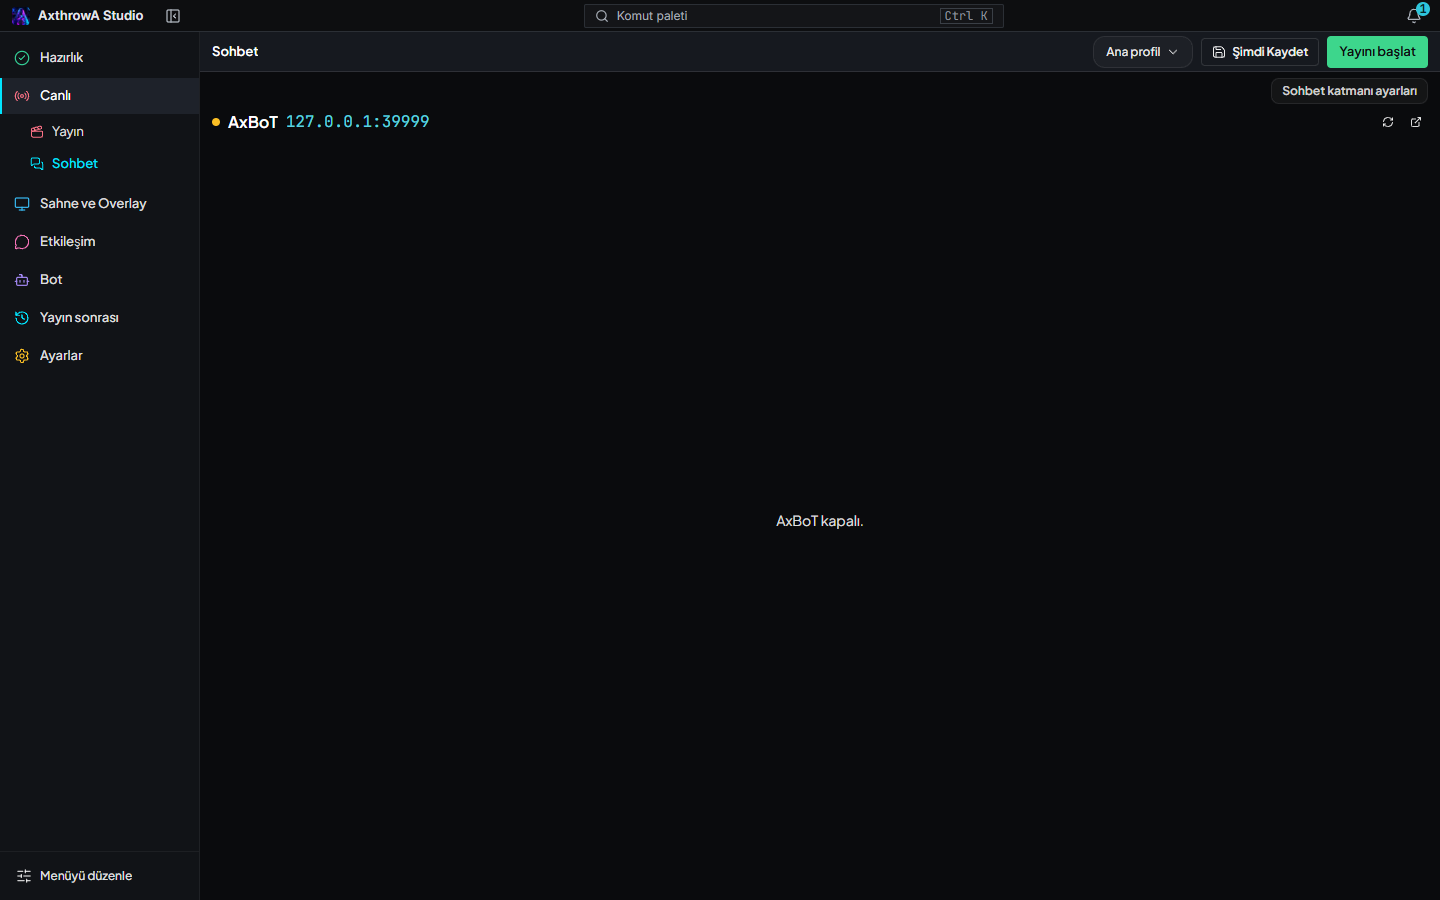 AxthrowA Studio
Komut paleti
Ctrl K
1
Hazırlık
Canlı
Yayın
Sohbet
Sahne ve Overlay
Etkileşim
Bot
Yayın sonrası
Ayarlar
Menüyü düzenle
Sohbet
Ana profil
Şimdi Kaydet
Yayını başlat
Sohbet katmanı ayarları
AxBoT 127.0.0.1:39999
AxBoT kapalı.